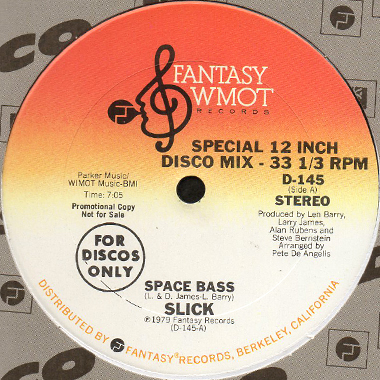 FANTASY
WMOT
RECORDS
SPECIAL 12 INCH
DISCO MIX - 33 1/3 RPM
D-145
(Side A)
STEREO
Parker Music/
WIMOT Music-BMI
Time: 7:05
Promotional Copy
Not for Sale
Produced by Len Barry,
Larry James,
Alan Rubens and
Steve Bernstein
Arranged by
Pete De Angelis
FOR
DISCOS
ONLY
SPACE BASS
(L. & D. James-L. Barry)
SLICK
℗1979 Fantasy Records
(D-145-A)
DISTRIBUTED BY FANTASY® RECORDS, BERKELEY, CALIFORNIA